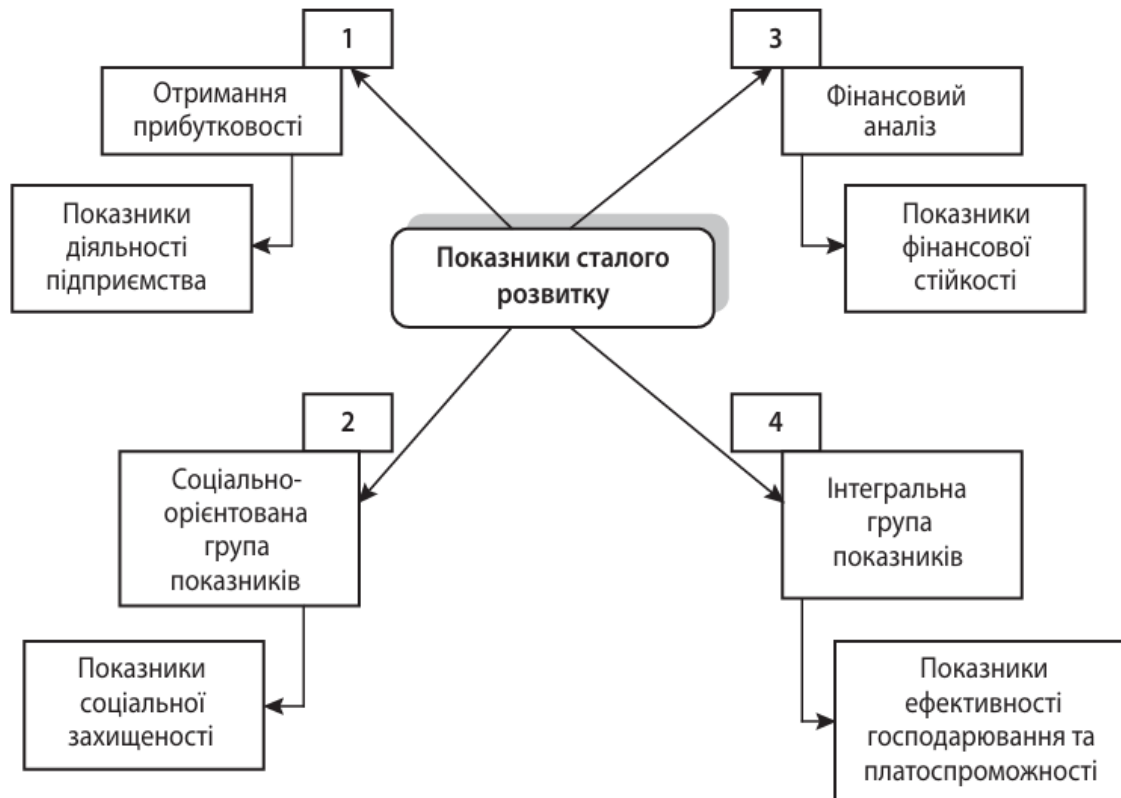 1
Отримання
прибутковості
Показники
діяльності
підприємства
3
Фінансовий
аналіз
Показники
фінансової
стійкості
Показники сталого
розвитку
2
Соціально-
орієнтована
група
показників
Показники
соціальної
захищеності
4
Інтегральна
група
показників
Показники
ефективності
господарювання та
платоспроможності